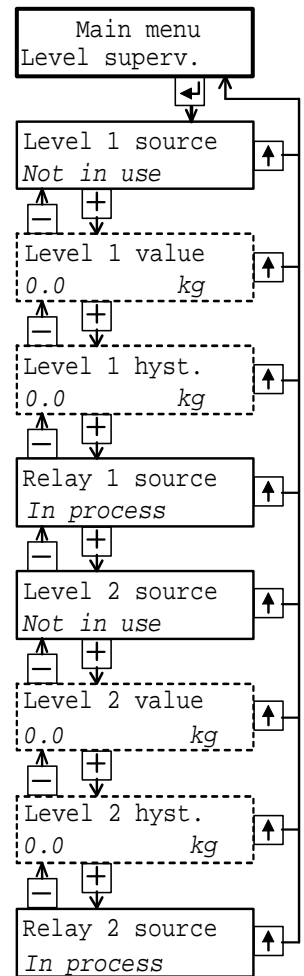 Main menu
Level superv.
Level 1 source
Not in use
Level 1 value
0.0 kg
Level 1 hyst.
0.0 kg
Relay 1 source
In process
Level 2 source
Not in use
Level 2 value
0.0 kg
Level 2 hyst.
0.0 kg
Relay 2 source
In process